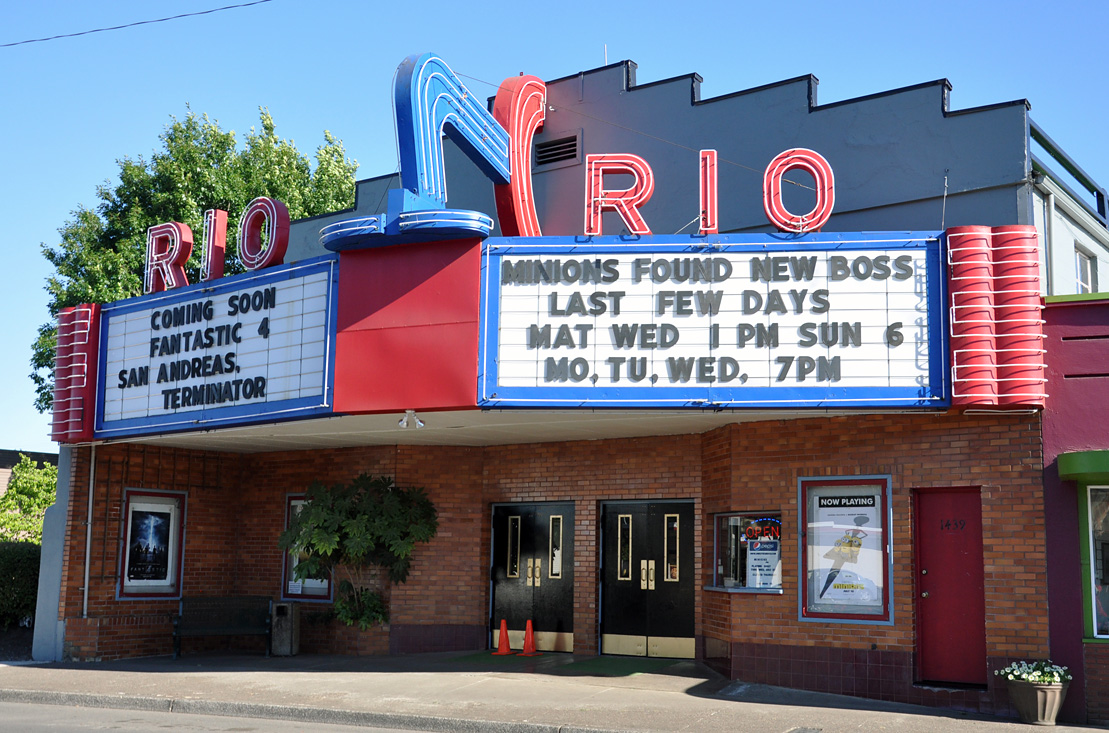 RIO
RIO
COMING SOON
FANTASTIC 4
SAN ANDREAS,
TERMINATOR
MINIONS FOUND NEW BOSS
LAST FEW DAYS
MAT WED 1 PM SUN 6
MO, TU, WED, 7PM
OPEN
pepsi
NOW PLAYING
1439